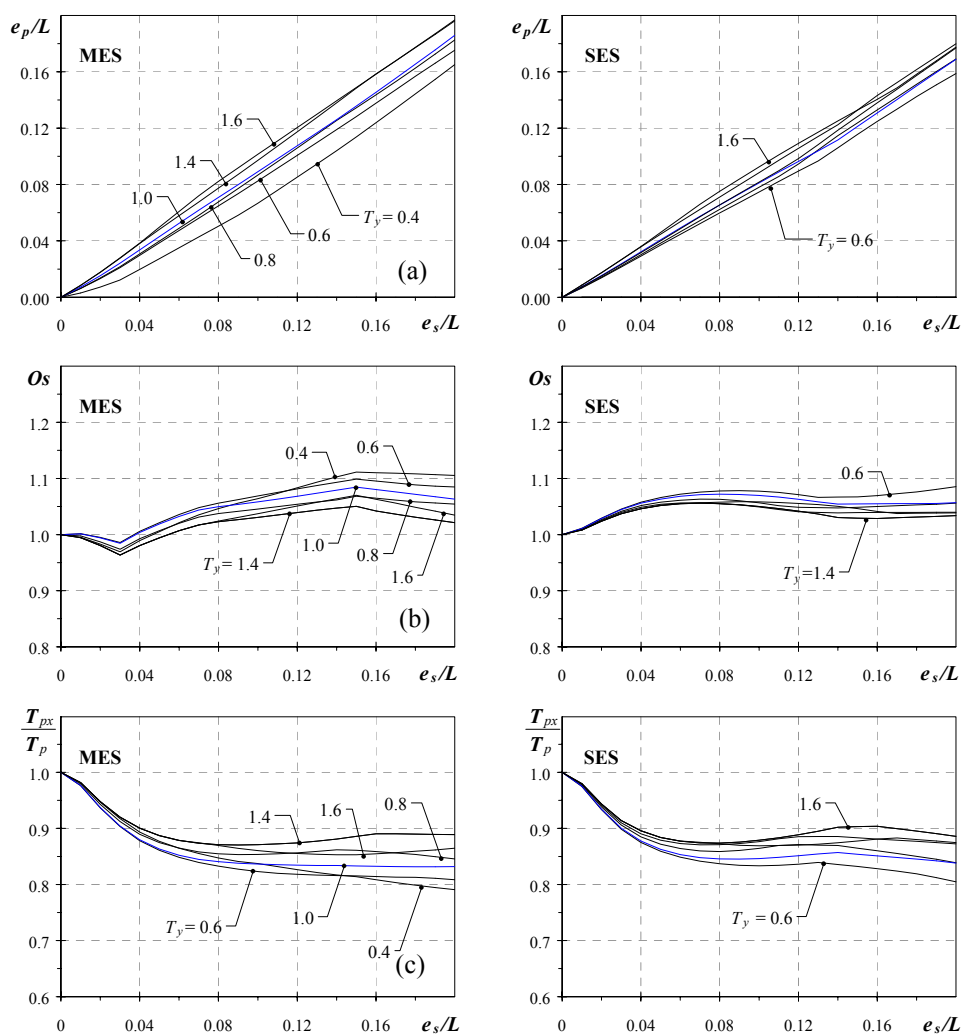 e_p/L
MES
0.16
0.12
0.08
0.04
0.00
1.6
1.4
1.0
T_y = 0.4
0.6
0.8
(a)
0 0.04 0.08 0.12 0.16 e_s/L
e_p/L
SES
0.16
0.12
0.08
0.04
0.00
1.6
T_y = 0.6
0 0.04 0.08 0.12 0.16 e_s/L
Os
MES
1.2
1.1
1.0
0.9
0.8
0.4
0.6
T_y = 1.4
1.0
0.8
1.6
(b)
0 0.04 0.08 0.12 0.16 e_s/L
Os
SES
1.2
1.1
1.0
0.9
0.8
0.6
T_y = 1.4
0 0.04 0.08 0.12 0.16 e_s/L
T_px
T_p
MES
1.0
0.9
0.8
0.7
0.6
1.4
1.6
0.8
T_y = 0.6
1.0
0.4
(c)
0 0.04 0.08 0.12 0.16 e_s/L
T_px
T_p
SES
1.0
0.9
0.8
0.7
0.6
1.6
T_y = 0.6
0 0.04 0.08 0.12 0.16 e_s/L